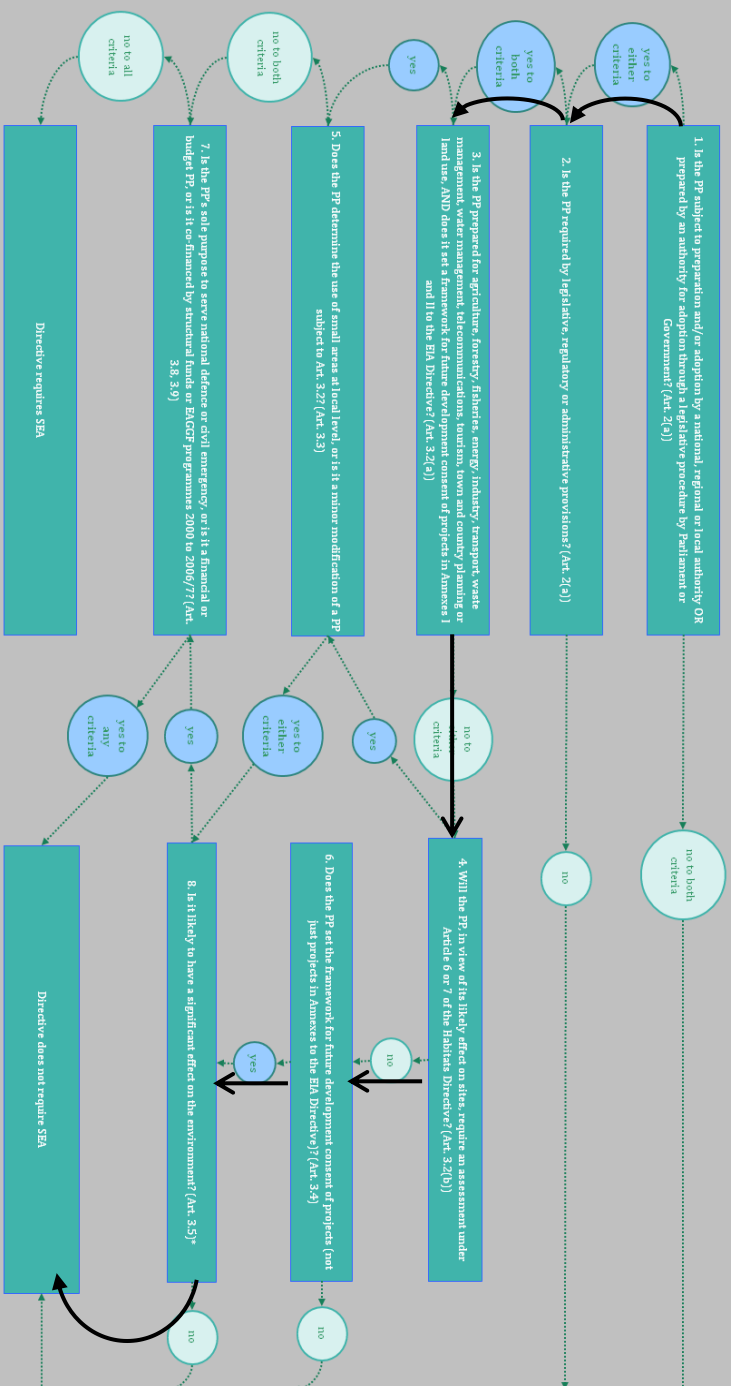 yes to
either
criteria
1. Is the PP subject to preparation and/or adoption by a national, regional or local authority OR
prepared by an authority for adoption through a legislative procedure by Parliament or
Government? (Art. 2(a))
no to both
criteria
yes to
both
criteria
2. Is the PP required by legislative, regulatory or administrative provisions? (Art. 2(a))
no
yes
3. Is the PP prepared for agriculture, forestry, fisheries, energy, industry, transport, waste
management, water management, telecommunications, tourism, town and country planning or
land use, AND does it set a framework for future development consent of projects in Annexes I
and II to the EIA Directive? (Art. 3.2(a))
no to
criteria
4. Will the PP, in view of its likely effect on sites, require an assessment under
Article 6 or 7 of the Habitats Directive? (Art. 3.2(b))
yes
no
no to both
criteria
5. Does the PP determine the use of small areas at local level, or is it a minor modification of a PP
subject to Art. 3.2? (Art. 3.3)
yes to
either
criteria
6. Does the PP set the framework for future development consent of projects (not
just projects in Annexes to the EIA Directive)? (Art. 3.4)
no
yes
no to all
criteria
7. Is the PP's sole purpose to serve national defence or civil emergency, or is it a financial or
budget PP, or is it co-financed by structural funds or EAGGF programmes 2000 to 2006/7? (Art.
3.8, 3.9)
yes
yes to
any
criteria
8. Is it likely to have a significant effect on the environment? (Art. 3.5)*
no
Directive requires SEA
Directive does not require SEA